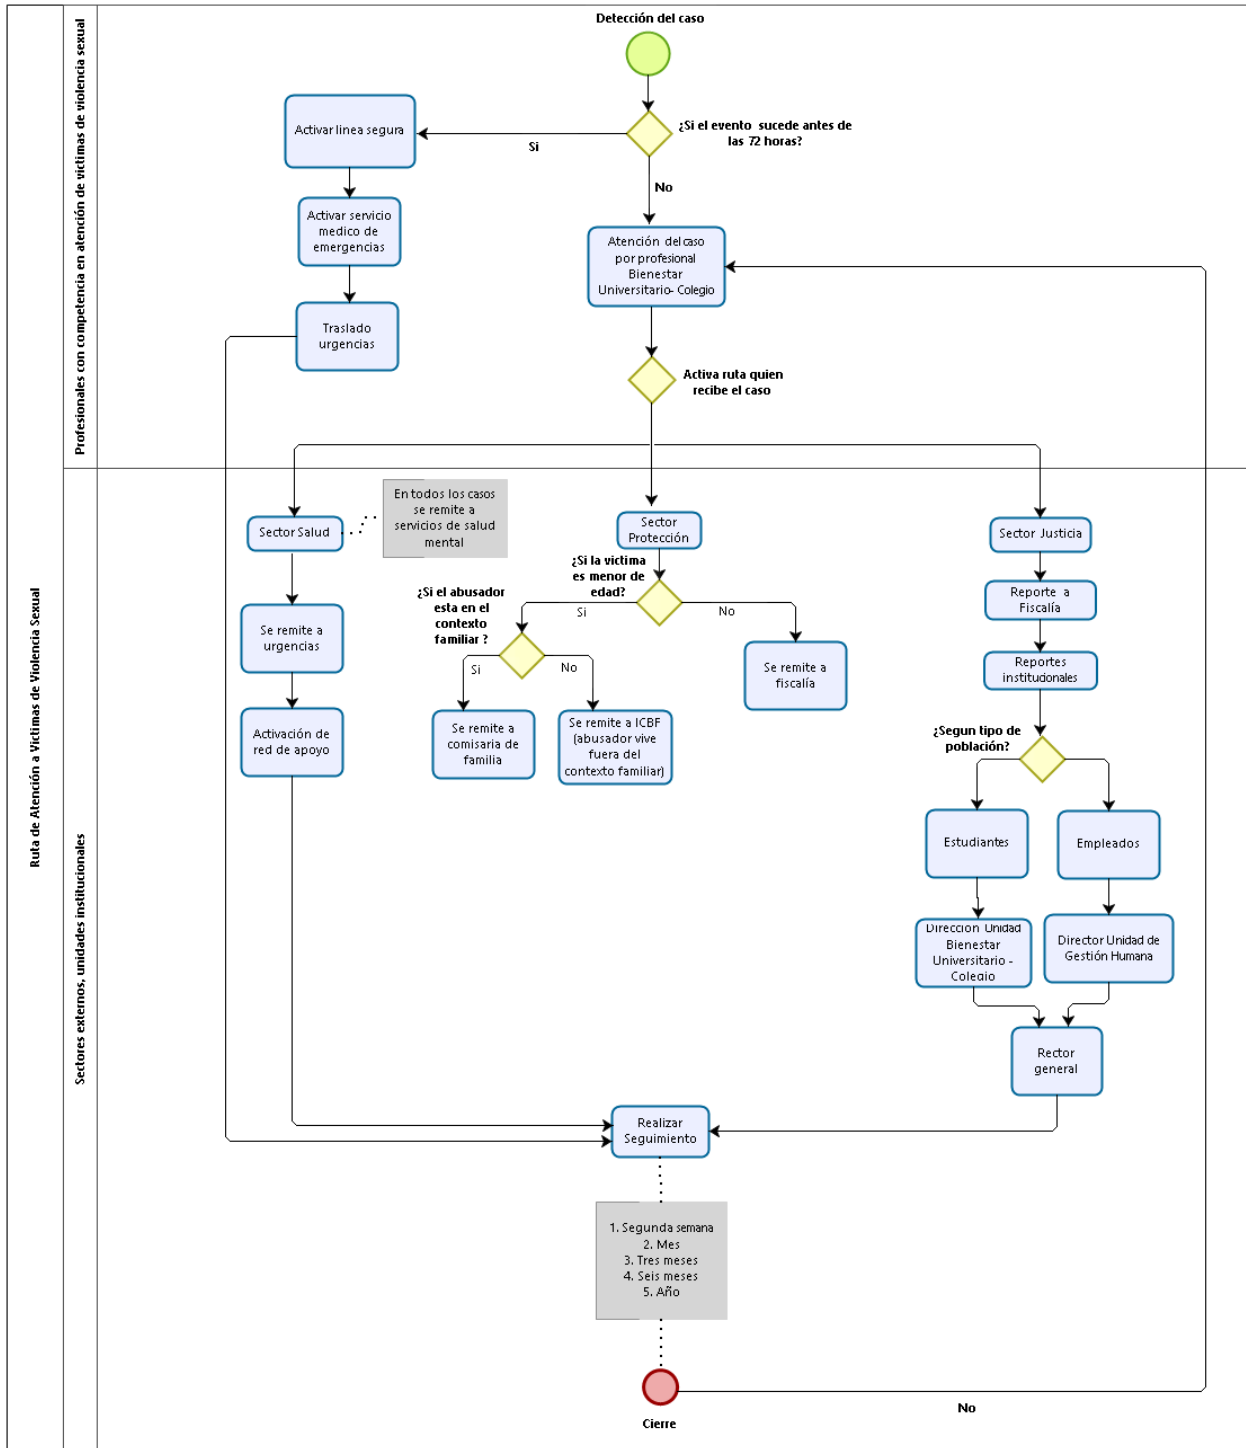 Ruta de Atención a Victimas de Violencia Sexual
Profesionales con competencia en atención de victimas de violencia sexual
Detección del caso
¿Si el evento sucede antes de
las 72 horas?
Si
No
Activar linea segura
Activar servicio
medico de
emergencias
Traslado
urgencias
Atención del caso
por profesional
Bienestar
Universitario- Colegio
Activa ruta quien
recibe el caso
Sectores externos, unidades institucionales
Sector Salud
En todos los casos
se remite a
servicios de salud
mental
Se remite a
urgencias
Activación de
red de apoyo
Sector
Protección
¿Si la victima
es menor de
edad?
Si
No
¿Si el abusador
esta en el
contexto
familiar ?
Si
No
Se remite a
comisaria de
familia
Se remite a ICBF
(abusador vive
fuera del
contexto familiar)
Se remite a
fiscalía
Sector Justicia
Reporte a
Fiscalía
Reportes
institucionales
¿Segun tipo de
población?
Estudiantes
Empleados
Direccion Unidad
Bienestar
Universitario -
Colegio
Director Unidad de
Gestión Humana
Rector
general
Realizar
Seguimiento
1. Segunda semana
2. Mes
3. Tres meses
4. Seis meses
5. Año
Cierre
No